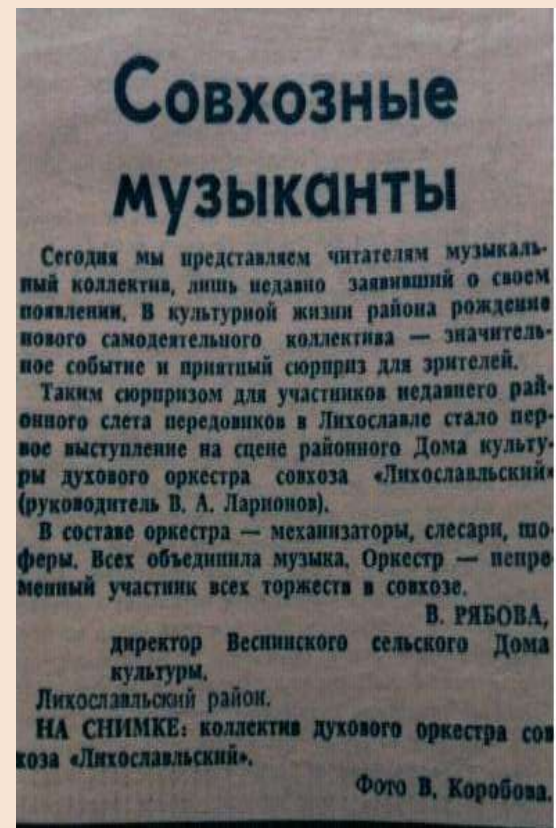 Совхозные
музыканты
Сегодня мы представляем читателям музыкаль-
ный коллектив, лишь недавно заявивший о своем
появлении. В культурной жизни района рождение
нового самодеятельного коллектива — значитель-
ное событие и приятный сюрприз для зрителей.
Таким сюрпризом для участников недавнего рай-
онного слета передовиков в Лихославле стало пер-
вое выступление на сцене районного Дома культу-
ры духового оркестра совхоза «Лихославльский»
(руководитель В. А. Ларионов).
В составе оркестра — механизаторы, слесари, шо-
феры. Всех объединила музыка. Оркестр — непре-
менный участник всех торжеств в совхозе.
В. РЯБОВА,
директор Веснинского сельского Дома
культуры.
Лихославльский район.
НА СНИМКЕ: коллектив духового оркестра сов
хоза «Лихославльский».
Фото В. Коробова.